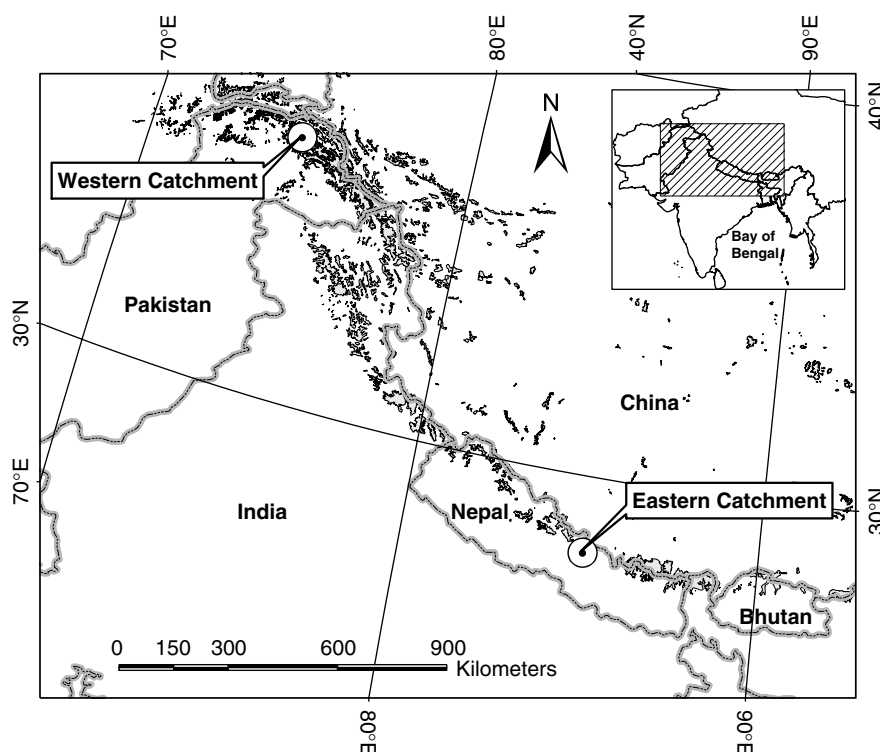 70°E
80°E
40°N
90°E
40°N
N
Western Catchment
Bay of
Bengal
Pakistan
30°N
China
70°E
India
Nepal
Eastern Catchment
30°N
Bhutan
0 150 300 600 900
Kilometers
80°E
90°E